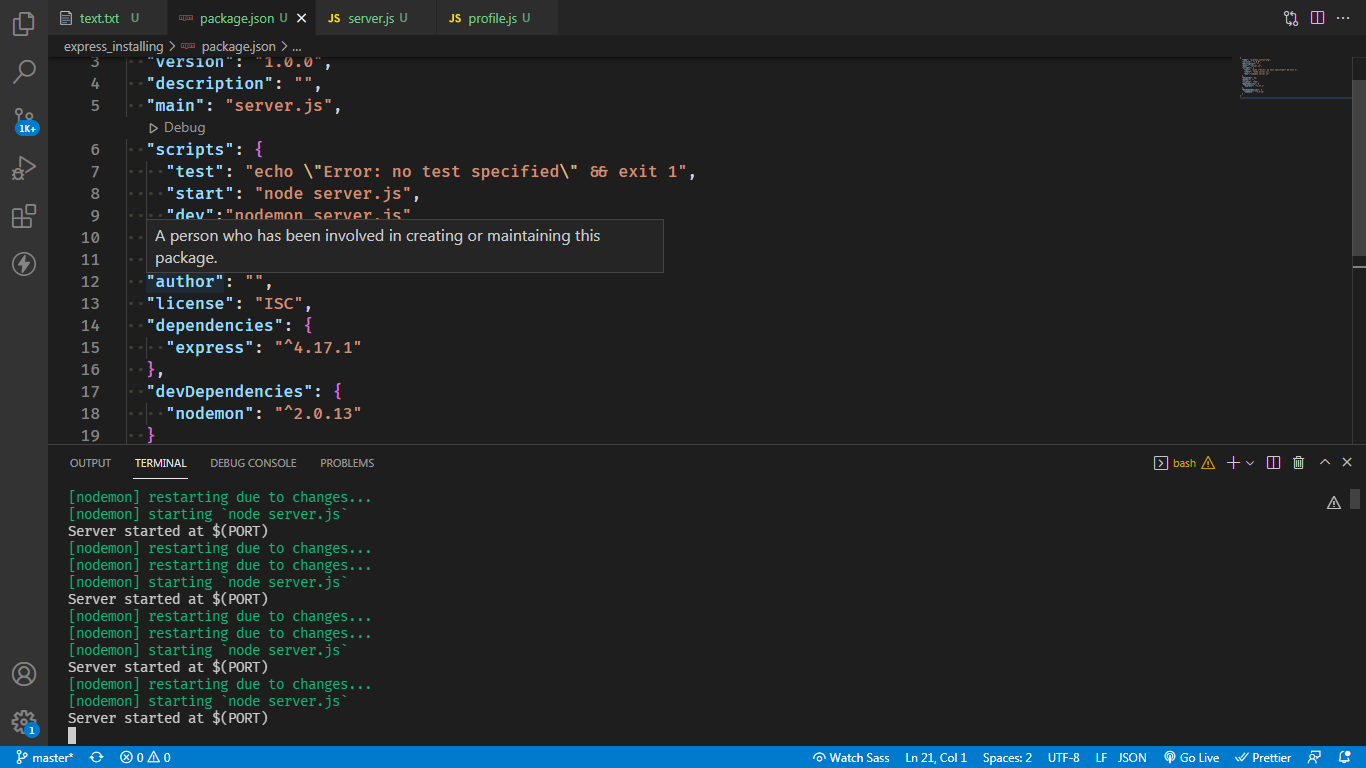 text.txt U package.json U JS server.js U JS profile.js U
express_installing > package.json > ...
3 "version": "1.0.0",
4 "description": "",
5 "main": "server.js",
Debug
6 "scripts": {
7 "test": "echo \"Error: no test specified\" && exit 1",
8 "start": "node server.js",
9 "dev":"nodemon server.js"
10
11
A person who has been involved in creating or maintaining this
package.
12 "author": "",
13 "license": "ISC",
14 "dependencies": {
15 "express": "^4.17.1"
16 },
17 "devDependencies": {
18 "nodemon": "^2.0.13"
19 }
1K+
OUTPUT TERMINAL DEBUG CONSOLE PROBLEMS bash
[nodemon] restarting due to changes...
[nodemon] starting `node server.js`
Server started at $(PORT)
[nodemon] restarting due to changes...
[nodemon] restarting due to changes...
[nodemon] starting `node server.js`
Server started at $(PORT)
[nodemon] restarting due to changes...
[nodemon] restarting due to changes...
[nodemon] starting `node server.js`
Server started at $(PORT)
[nodemon] restarting due to changes...
[nodemon] starting `node server.js`
Server started at $(PORT)
1
master* 0 0 Watch Sass Ln 21, Col 1 Spaces: 2 UTF-8 LF JSON Go Live Prettier